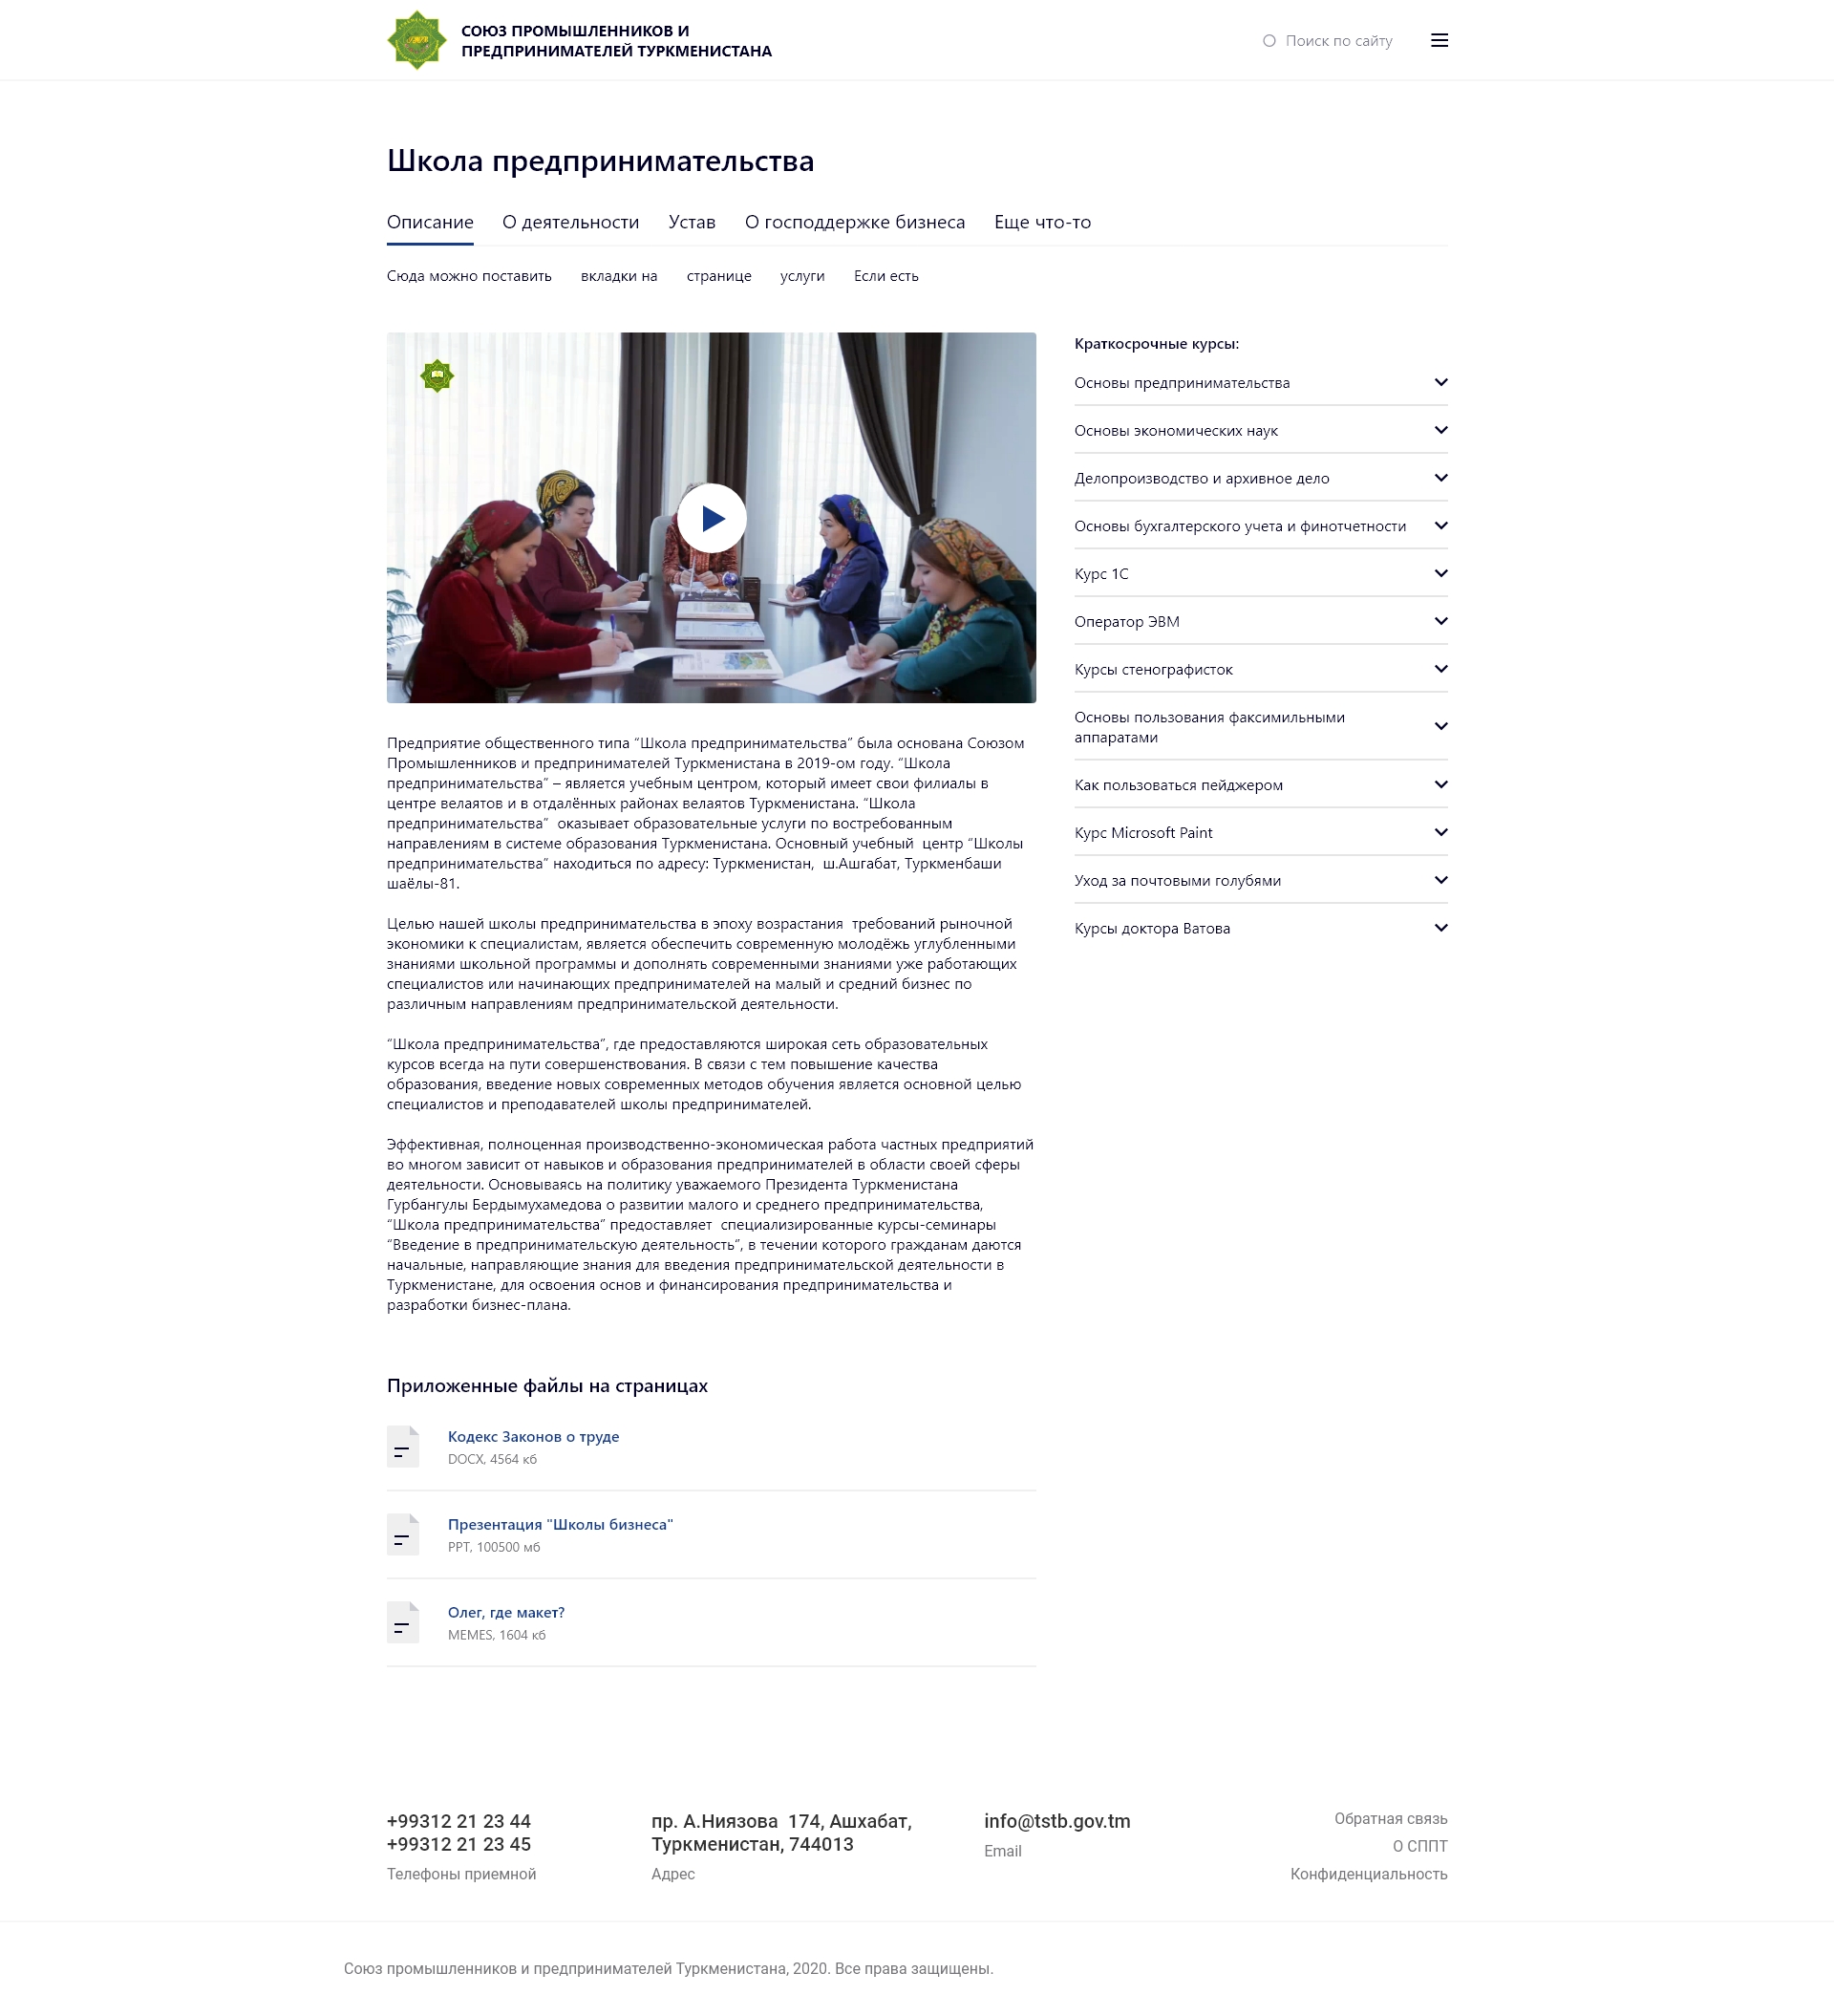 СОЮЗ ПРОМЫШЛЕННИКОВ И
ПРЕДПРИНИМАТЕЛЕЙ ТУРКМЕНИСТАНА
Поиск по сайту
Школа предпринимательства
Описание О деятельности Устав О господдержке бизнеса Еще что-то
Сюда можно поставить вкладки на странице услуги Если есть
Предприятие общественного типа “Школа предпринимательства” была основана Союзом
Промышленников и предпринимателей Туркменистана в 2019-ом году. “Школа
предпринимательства” – является учебным центром, который имеет свои филиалы в
центре велаятов и в отдалённых районах велаятов Туркменистана. “Школа
предпринимательства”  оказывает образовательные услуги по востребованным
направлениям в системе образования Туркменистана. Основный учебный  центр “Школы
предпринимательства” находиться по адресу: Туркменистан,  ш.Ашгабат, Туркменбаши
шаёлы-81.
Целью нашей школы предпринимательства в эпоху возрастания  требований рыночной
экономики к специалистам, является обеспечить современную молодёжь углубленными
знаниями школьной программы и дополнять современными знаниями уже работающих
специалистов или начинающих предпринимателей на малый и средний бизнес по
различным направлениям предпринимательской деятельности.
“Школа предпринимательства”, где предоставляются широкая сеть образовательных
курсов всегда на пути совершенствования. В связи с тем повышение качества
образования, введение новых современных методов обучения является основной целью
специалистов и преподавателей школы предпринимателей.
Эффективная, полноценная производственно-экономическая работа частных предприятий
во многом зависит от навыков и образования предпринимателей в области своей сферы
деятельности. Основываясь на политику уважаемого Президента Туркменистана
Гурбангулы Бердымухамедова о развитии малого и среднего предпринимательства,
“Школа предпринимательства” предоставляет  специализированные курсы-семинары
“Введение в предпринимательскую деятельность”, в течении которого гражданам даются
начальные, направляющие знания для введения предпринимательской деятельности в
Туркменистане, для освоения основ и финансирования предпринимательства и
разработки бизнес-плана.
Краткосрочные курсы:
Основы предпринимательства
Основы экономических наук
Делопроизводство и архивное дело
Основы бухгалтерского учета и финотчетности
Курс 1С
Оператор ЭВМ
Курсы стенографисток
Основы пользования факсимильными
аппаратами
Как пользоваться пейджером
Курс Microsoft Paint
Уход за почтовыми голубями
Курсы доктора Ватова
Приложенные файлы на страницах
Кодекс Законов о труде
DOCX, 4564 кб
Презентация "Школы бизнеса"
PPT, 100500 мб
Олег, где макет?
MEMES, 1604 кб
+99312 21 23 44
+99312 21 23 45
Телефоны приемной
пр. А.Ниязова  174, Ашхабат,
Туркменистан, 744013
Адрес
info@tstb.gov.tm
Email
Обратная связь
О СППТ
Конфиденциальность
Союз промышленников и предпринимателей Туркменистана, 2020. Все права защищены.